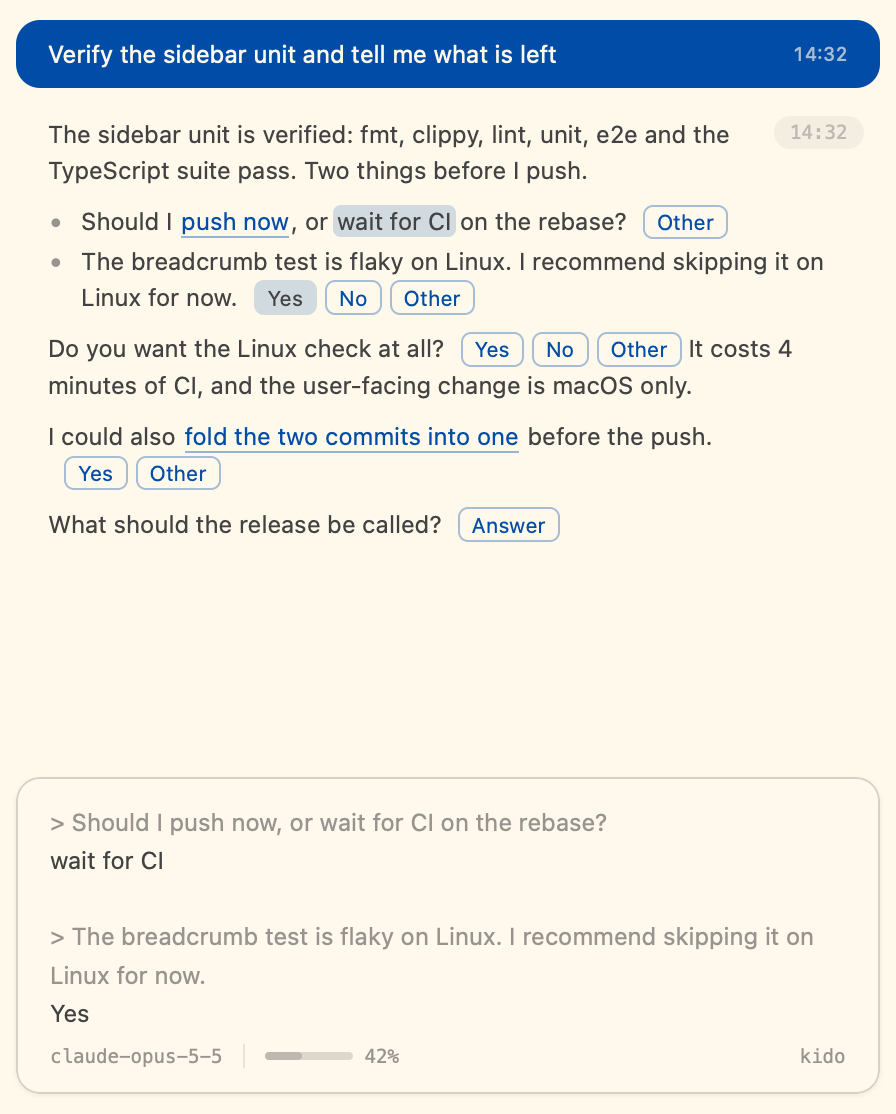 Verify the sidebar unit and tell me what is left 14:32
The sidebar unit is verified: fmt, clippy, lint, unit, e2e and the 14:32
TypeScript suite pass. Two things before I push.
• Should I push now, or wait for CI on the rebase? Other
• The breadcrumb test is flaky on Linux. I recommend skipping it on
Linux for now. Yes No Other
Do you want the Linux check at all? Yes No Other It costs 4
minutes of CI, and the user-facing change is macOS only.
I could also fold the two commits into one before the push.
Yes Other
What should the release be called? Answer
> Should I push now, or wait for CI on the rebase?
wait for CI
> The breadcrumb test is flaky on Linux. I recommend skipping it on
Linux for now.
Yes
claude-opus-5-5 42% kido